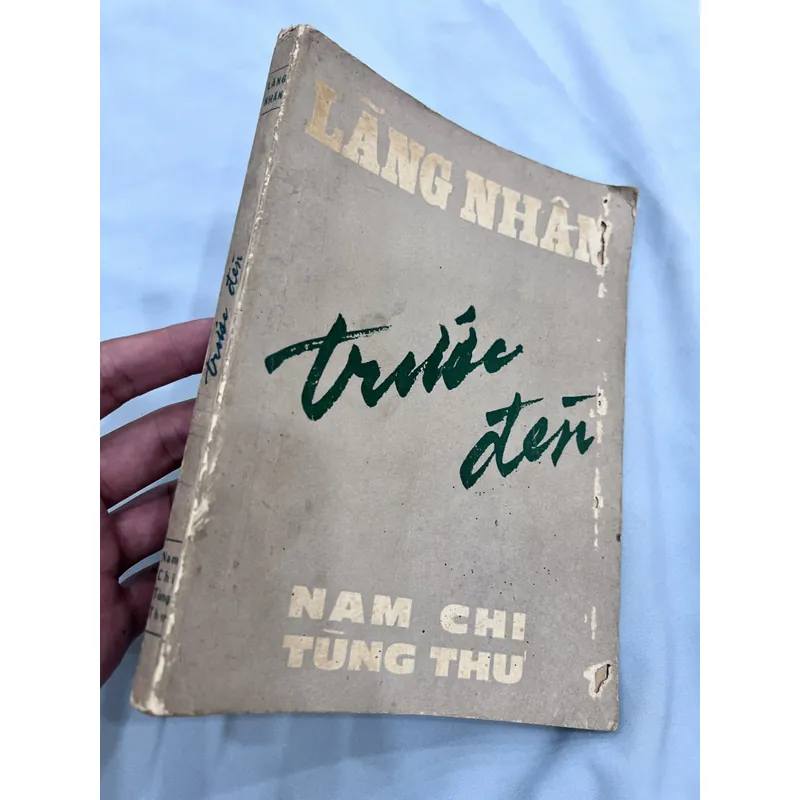 LÃNG NHÂN
trước
đèn
NAM CHI
TÙNG THƯ
LÃNG
NHÂN
trước đèn
Nam
Chi
Tùng
Thư